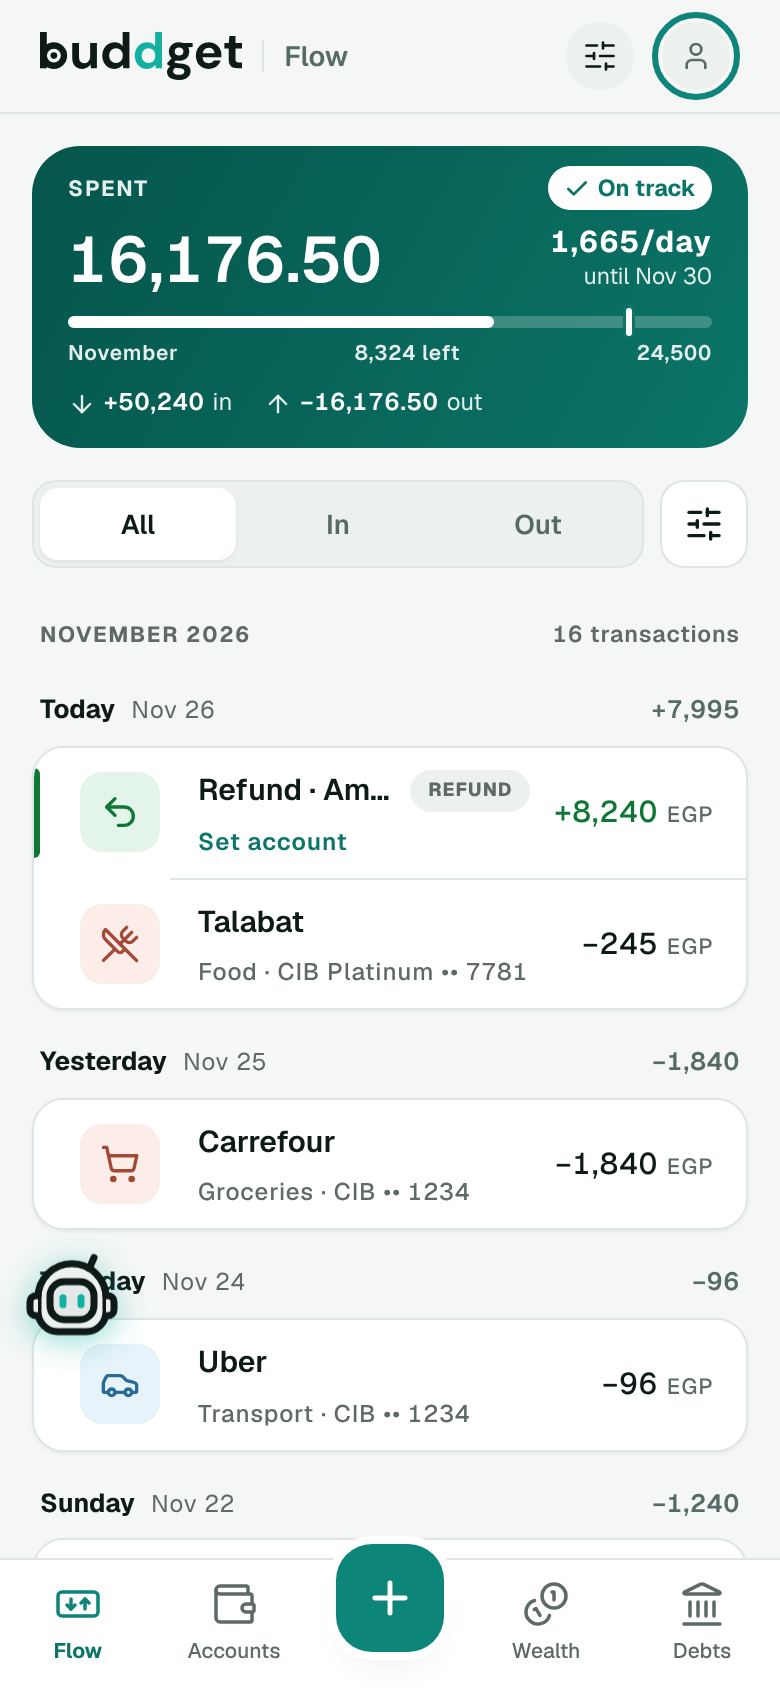 buddget Flow
SPENT
On track
16,176.50
1,665/day
until Nov 30
November 8,324 left 24,500
+50,240 in −16,176.50 out
All In Out
NOVEMBER 2026 16 transactions
Today Nov 26 +7,995
Refund · Am... REFUND
+8,240 EGP
Set account
Talabat
−245 EGP
Food · CIB Platinum •• 7781
Yesterday Nov 25 −1,840
Carrefour
−1,840 EGP
Groceries · CIB •• 1234
day Nov 24 −96
Uber
−96 EGP
Transport · CIB •• 1234
Sunday Nov 22 −1,240
Flow Accounts Wealth Debts